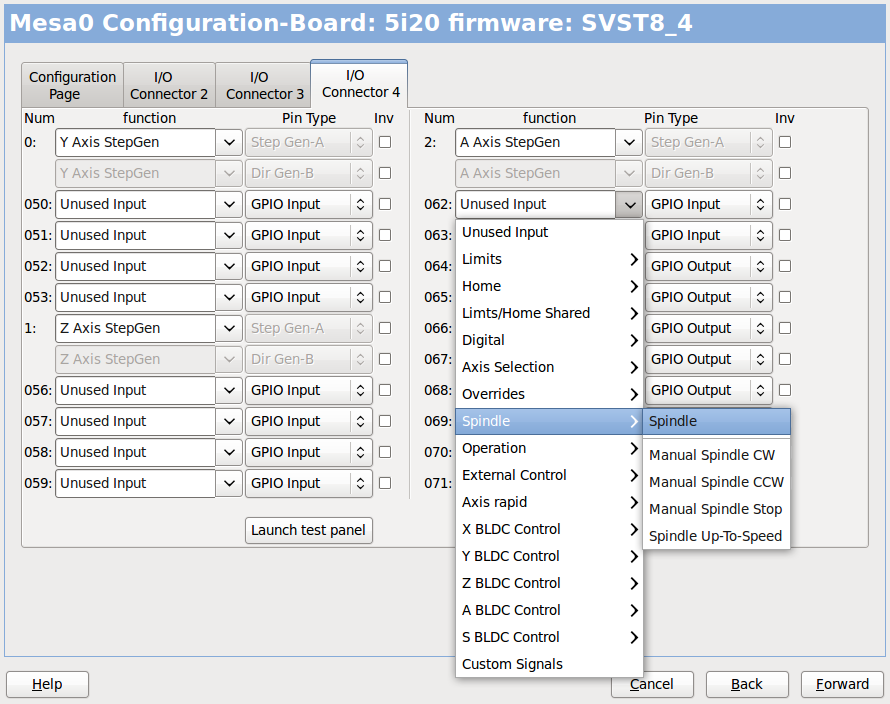 Mesa0 Configuration-Board: 5i20 firmware: SVST8_4
Configuration
Page
I/O
Connector 2
I/O
Connector 3
I/O
Connector 4
Num function Pin Type Inv
0: Y Axis StepGen Step Gen-A
Y Axis StepGen Dir Gen-B
050: Unused Input GPIO Input
051: Unused Input GPIO Input
052: Unused Input GPIO Input
053: Unused Input GPIO Input
1: Z Axis StepGen Step Gen-A
Z Axis StepGen Dir Gen-B
056: Unused Input GPIO Input
057: Unused Input GPIO Input
058: Unused Input GPIO Input
059: Unused Input GPIO Input
Launch test panel
Num function Pin Type Inv
2: A Axis StepGen Step Gen-A
A Axis StepGen Dir Gen-B
062: Unused Input GPIO Input
063: GPIO Input
064: GPIO Output
065: GPIO Output
066: GPIO Output
067: GPIO Output
068: GPIO Output
069:
070:
071:
Unused Input
Limits
Home
Limts/Home Shared
Digital
Axis Selection
Overrides
Spindle
Operation
External Control
Axis rapid
X BLDC Control
Y BLDC Control
Z BLDC Control
A BLDC Control
S BLDC Control
Custom Signals
Spindle
Manual Spindle CW
Manual Spindle CCW
Manual Spindle Stop
Spindle Up-To-Speed
Help Cancel Back Forward